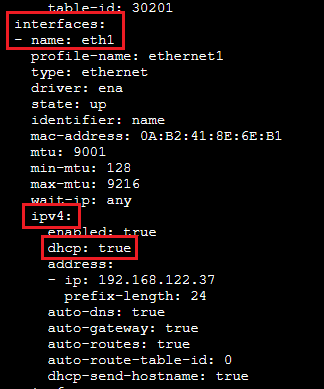 table-id: 30201
interfaces:
- name: eth1
profile-name: ethernet1
type: ethernet
driver: ena
state: up
identifier: name
mac-address: 0A:B2:41:8E:6E:B1
mtu: 9001
min-mtu: 128
max-mtu: 9216
wait-ip: any
ipv4:
enabled: true
dhcp: true
address:
- ip: 192.168.122.37
prefix-length: 24
auto-dns: true
auto-gateway: true
auto-routes: true
auto-route-table-id: 0
dhcp-send-hostname: true